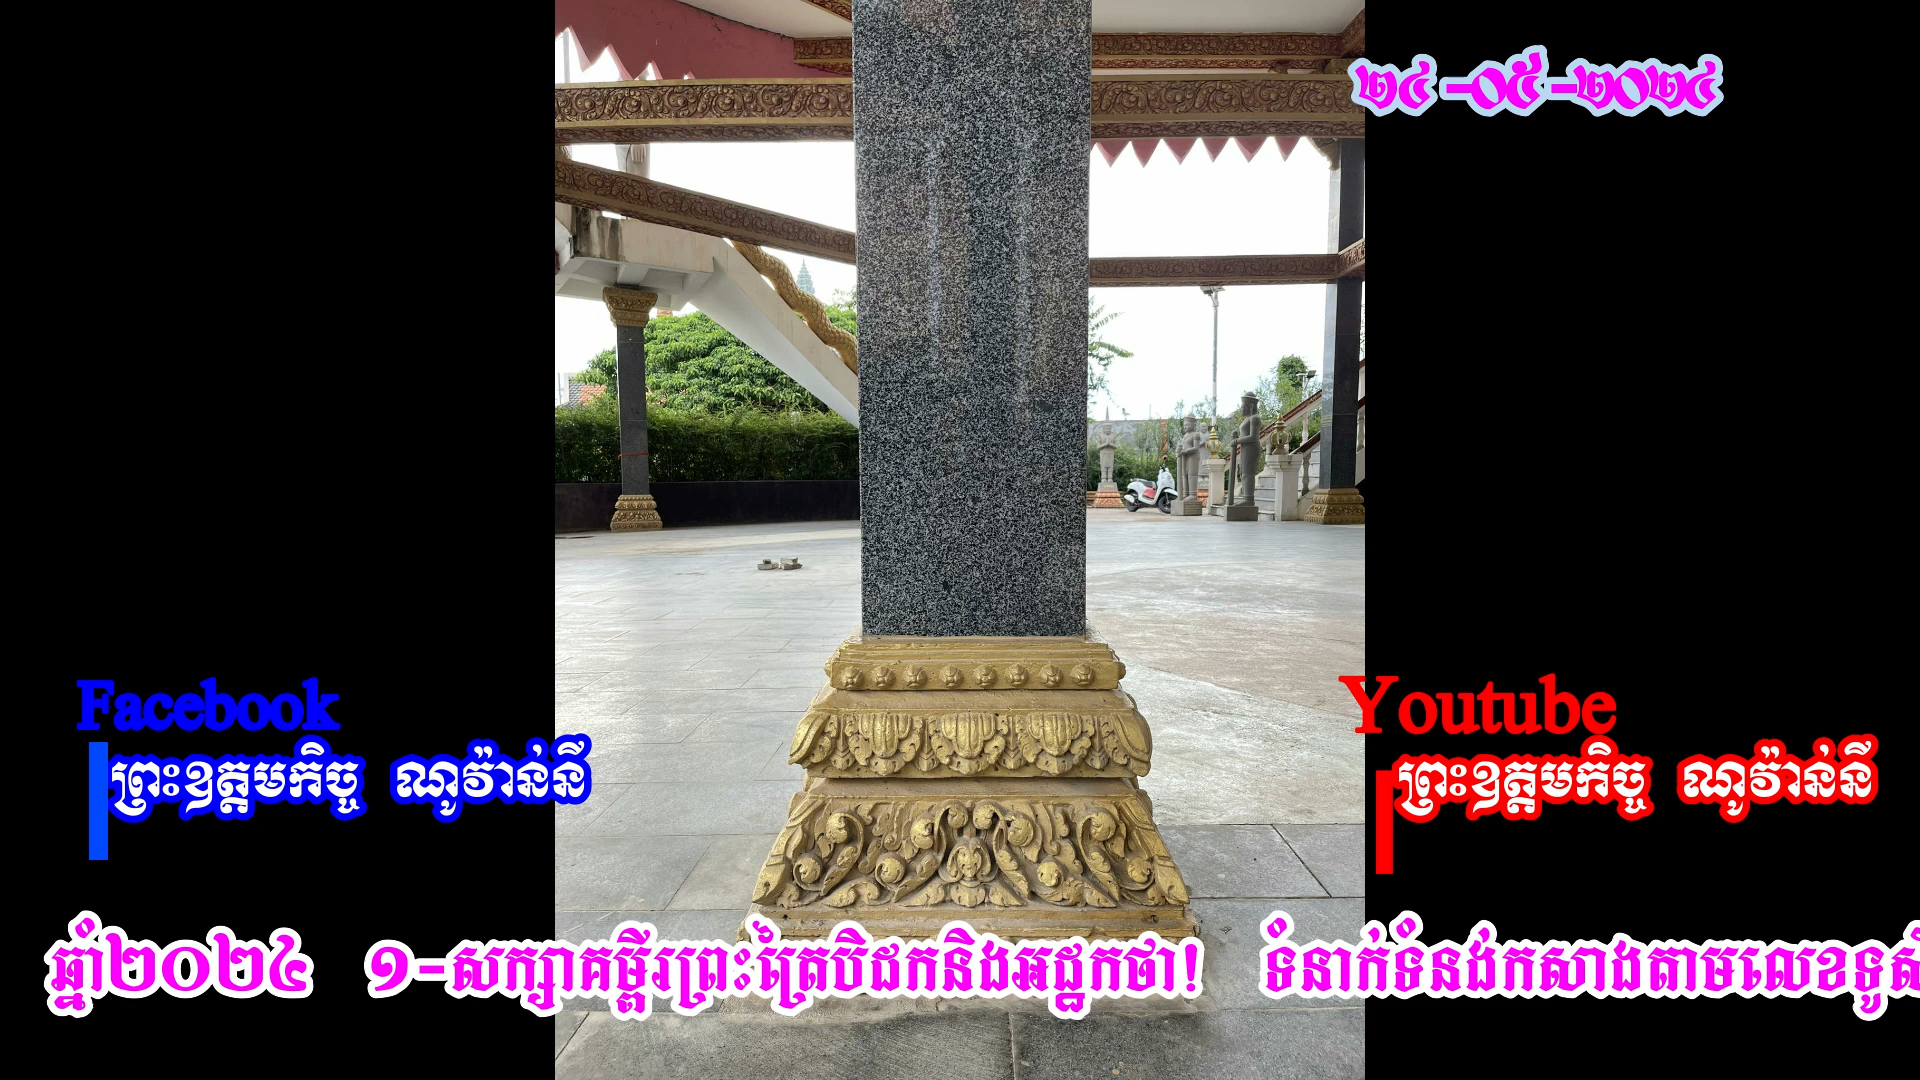 ២៤-០៥-២០២៤
Facebook
ព្រះឧត្តមកិច្ច ណូវ៉ាន់នី
Youtube
ព្រះឧត្តមកិច្ច ណូវ៉ាន់នី
ឆ្នាំ២០២៤ ១-សក្សាគម្ពីរព្រះត្រៃបិដកនិងអដ្ឋកថា! ទំនាក់ទំនង់កសាងតាមលេខទូរស័